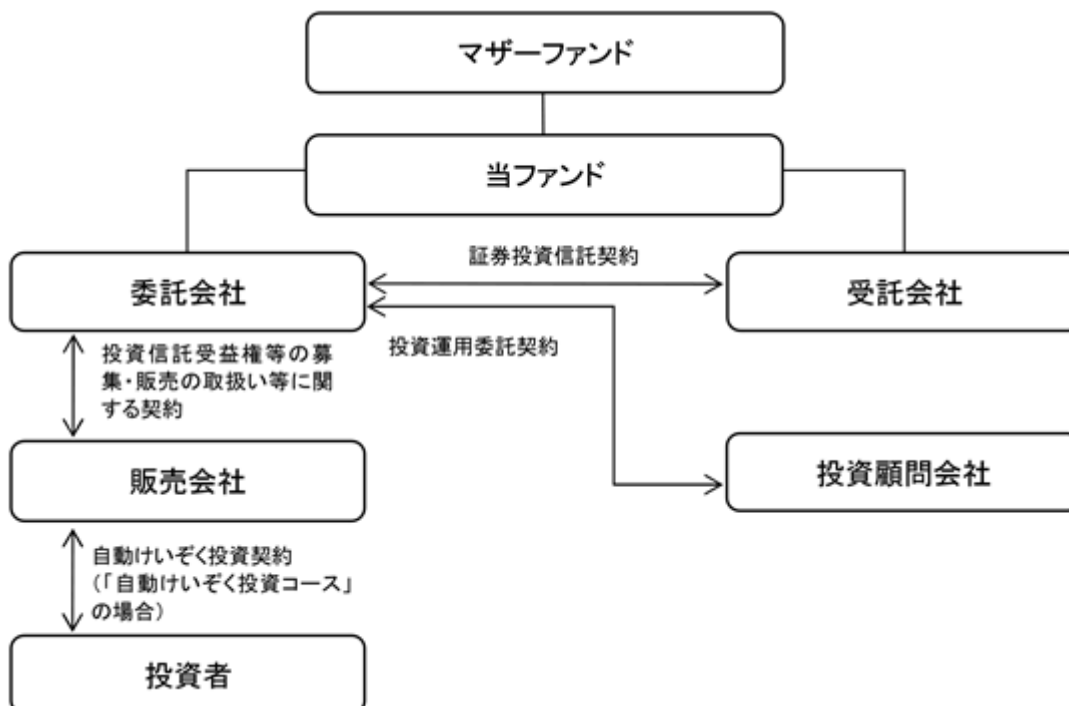 マザーファンド
当ファンド
証券投資信託契約
委託会社
受託会社
投資運用委託契約
投資信託受益権等の募
集・販売の取扱い等に関
する契約
販売会社
投資顧問会社
自動けいぞく投資契約
(「自動けいぞく投資コース」
の場合)
投資者